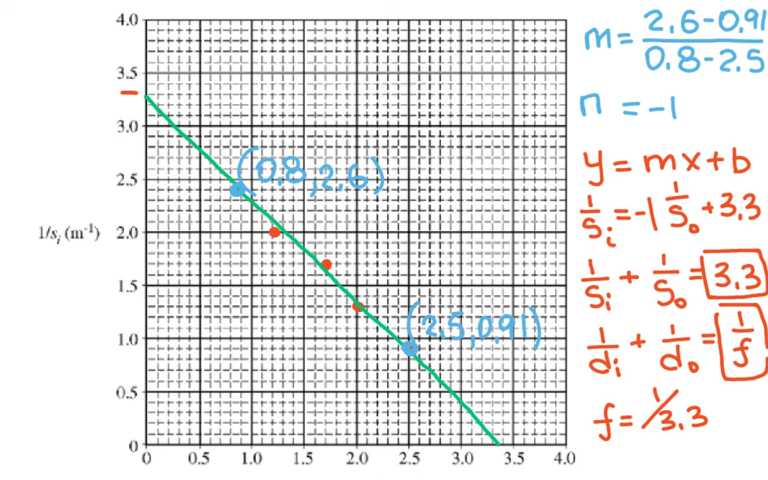 4.0
3.5
3.0
2.5
1/sᵢ (m⁻¹) 2.0
1.5
1.0
0.5
0
0 0.5 1.0 1.5 2.0 2.5 3.0 3.5 4.0
(0.8, 2.6)
(2.5, 0.91)
m = 2.6-0.91
0.8-2.5
n = -1
y = mx+b
1/Sᵢ = -1 1/Sₒ + 3.3
1/Sᵢ + 1/Sₒ = 3.3
1/dᵢ + 1/dₒ = 1/f
f = 1/3.3